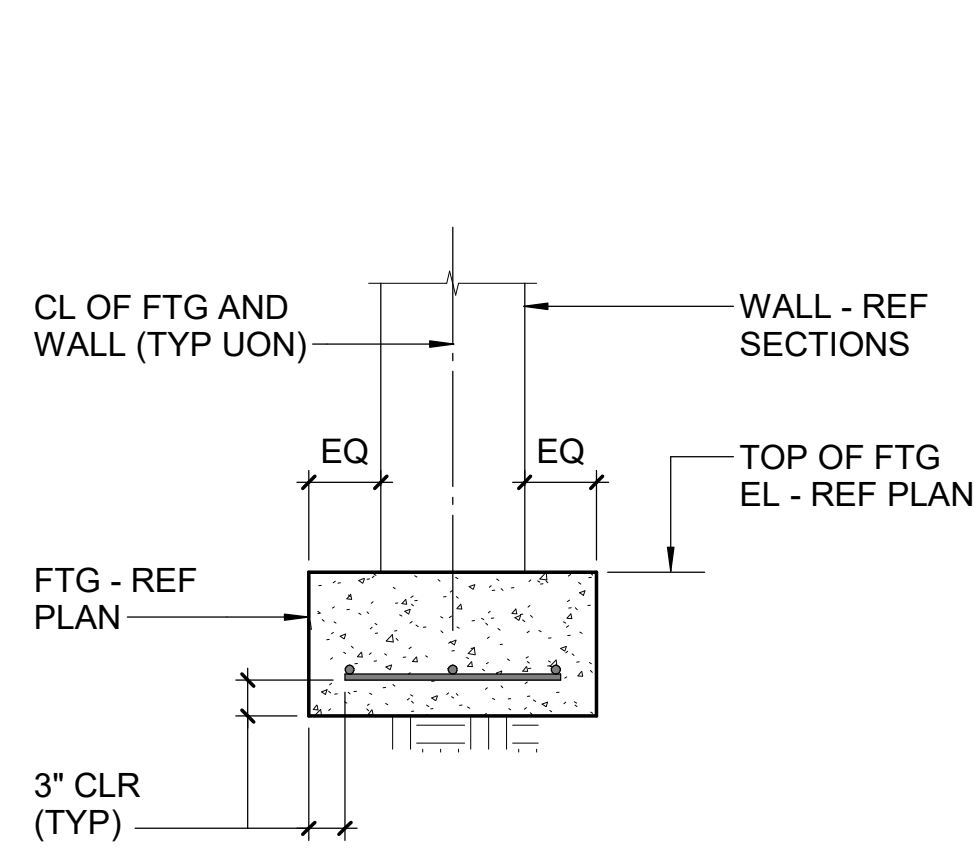 CL OF FTG AND
WALL (TYP UON)
WALL - REF
SECTIONS
EQ
EQ
TOP OF FTG
EL - REF PLAN
FTG - REF
PLAN
3" CLR
(TYP)